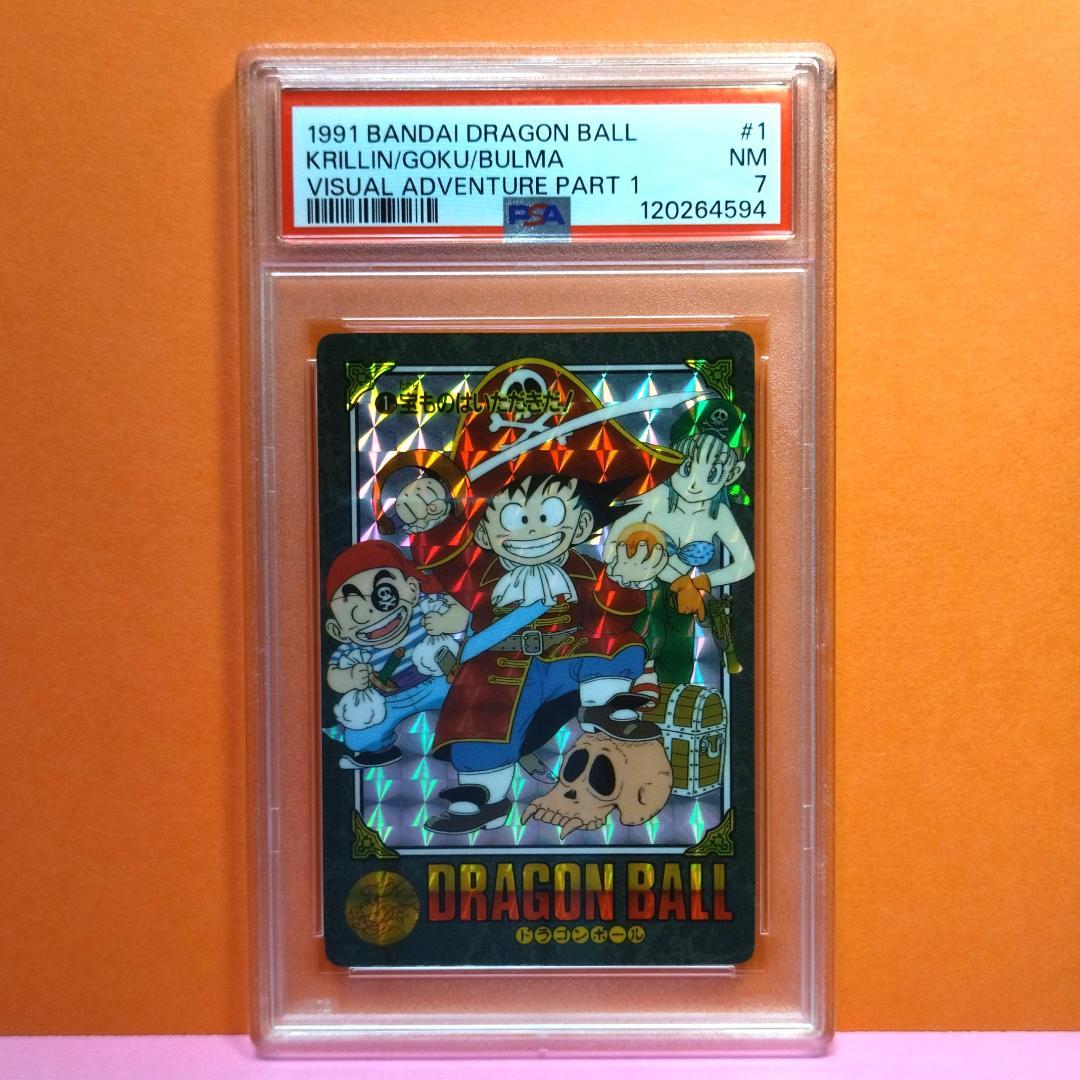 1991 BANDAI DRAGON BALL #1
KRILLIN/GOKU/BULMA NM
VISUAL ADVENTURE PART 1 7
PSA 120264594
❶宝ものはいただきだ!
DRAGON BALL
ドラゴンボール